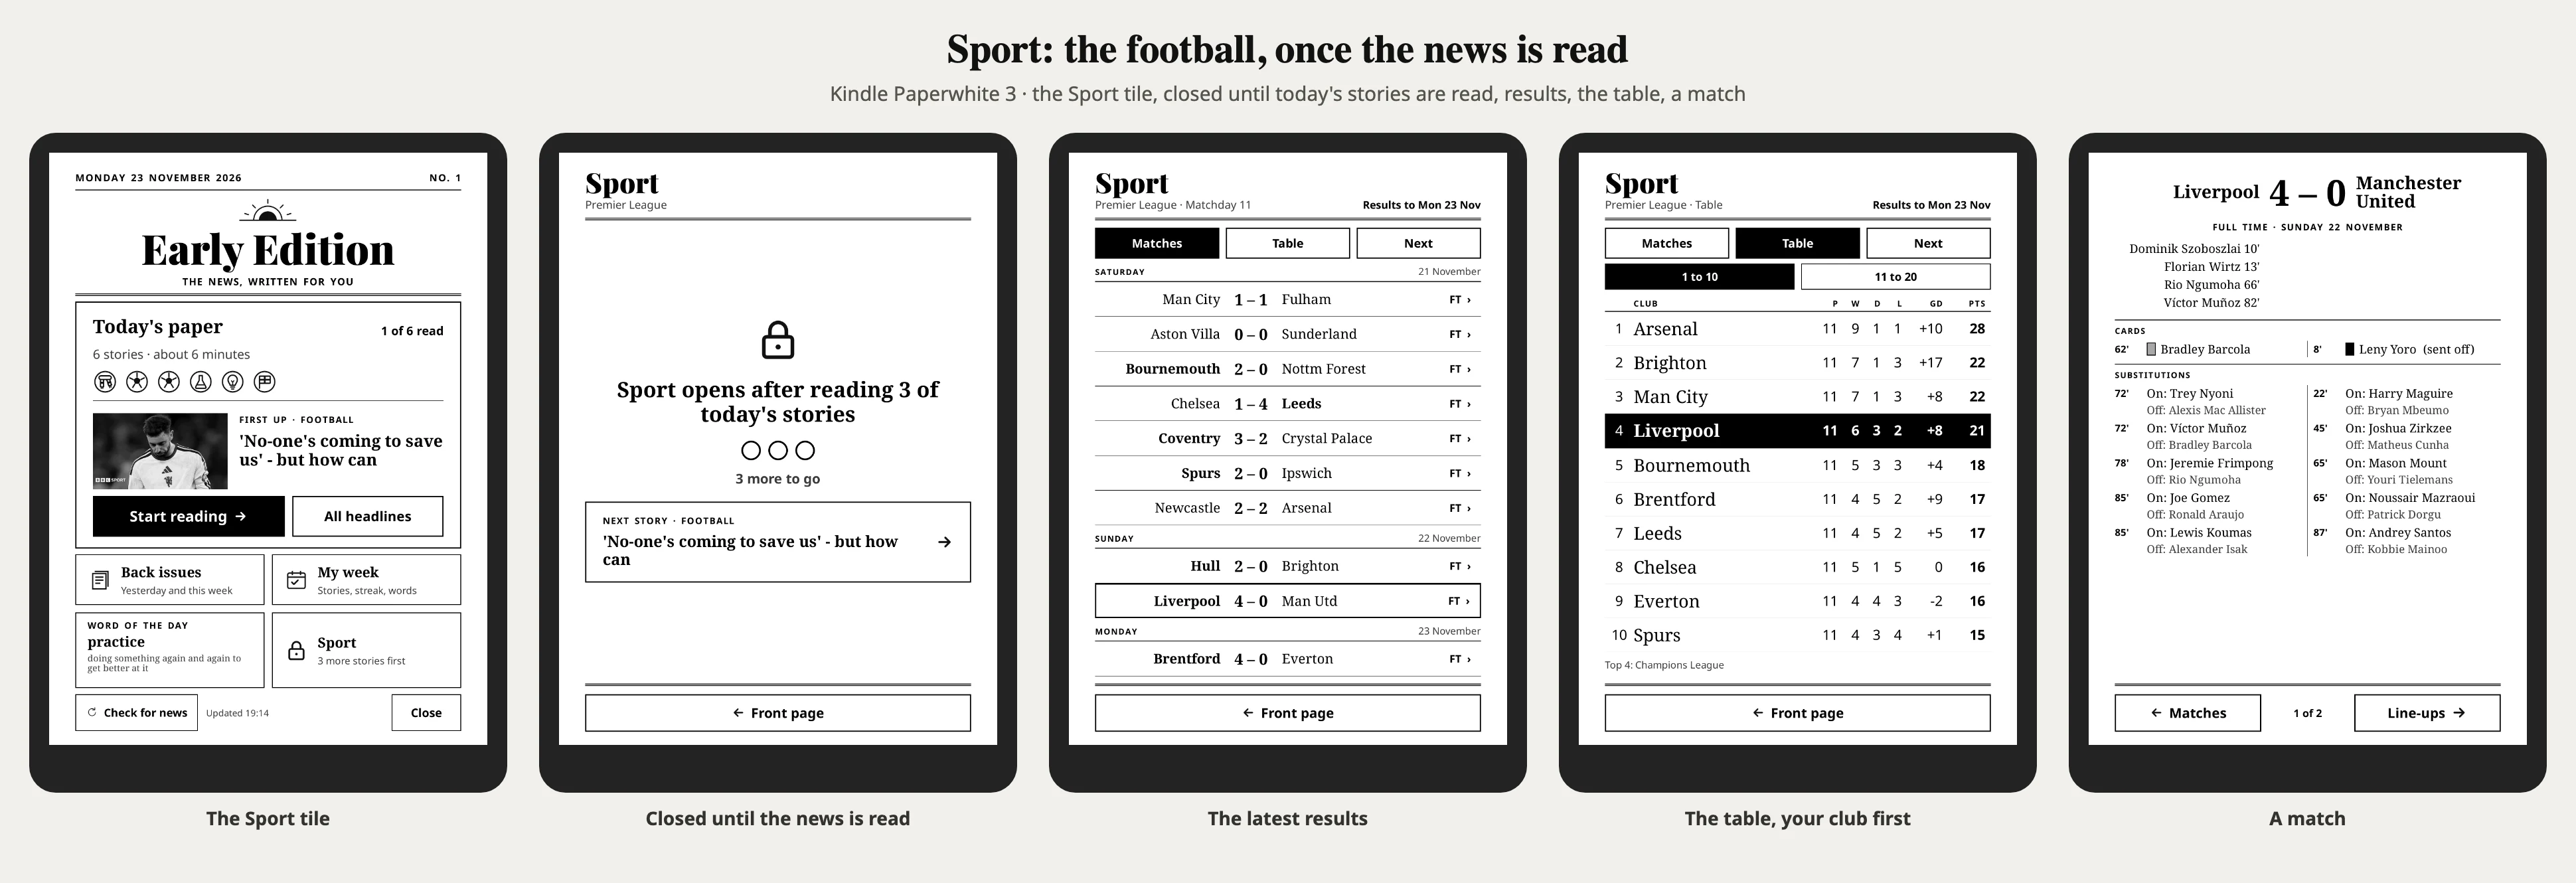 Sport: the football, once the news is read
Kindle Paperwhite 3 · the Sport tile, closed until today's stories are read, results, the table, a match
MONDAY 23 NOVEMBER 2026 NO. 1
Early Edition
THE NEWS, WRITTEN FOR YOU
Today's paper 1 of 6 read
6 stories · about 6 minutes
FIRST UP · FOOTBALL
'No-one's coming to save
us' - but how can
BBC SPORT
Start reading → All headlines
Back issues
Yesterday and this week
My week
Stories, streak, words
WORD OF THE DAY
practice
doing something again and again to
get better at it
Sport
3 more stories first
Check for news Updated 19:14 Close
The Sport tile
Sport
Premier League
Sport opens after reading 3 of
today's stories
3 more to go
NEXT STORY · FOOTBALL
'No-one's coming to save us' - but how
can →
← Front page
Closed until the news is read
Sport
Premier League · Matchday 11 Results to Mon 23 Nov
Matches Table Next
SATURDAY 21 November
Man City 1 – 1 Fulham FT ›
Aston Villa 0 – 0 Sunderland FT ›
Bournemouth 2 – 0 Nottm Forest FT ›
Chelsea 1 – 4 Leeds FT ›
Coventry 3 – 2 Crystal Palace FT ›
Spurs 2 – 0 Ipswich FT ›
Newcastle 2 – 2 Arsenal FT ›
SUNDAY 22 November
Hull 2 – 0 Brighton FT ›
Liverpool 4 – 0 Man Utd FT ›
MONDAY 23 November
Brentford 4 – 0 Everton FT ›
← Front page
The latest results
Sport
Premier League · Table Results to Mon 23 Nov
Matches Table Next
1 to 10 11 to 20
CLUB P W D L GD PTS
1 Arsenal 11 9 1 1 +10 28
2 Brighton 11 7 1 3 +17 22
3 Man City 11 7 1 3 +8 22
4 Liverpool 11 6 3 2 +8 21
5 Bournemouth 11 5 3 3 +4 18
6 Brentford 11 4 5 2 +9 17
7 Leeds 11 4 5 2 +5 17
8 Chelsea 11 5 1 5 0 16
9 Everton 11 4 4 3 -2 16
10 Spurs 11 4 3 4 +1 15
Top 4: Champions League
← Front page
The table, your club first
Liverpool 4 – 0 Manchester
United
FULL TIME · SUNDAY 22 NOVEMBER
Dominik Szoboszlai 10'
Florian Wirtz 13'
Rio Ngumoha 66'
Víctor Muñoz 82'
CARDS
62' Bradley Barcola 8' Leny Yoro (sent off)
SUBSTITUTIONS
72' On: Trey Nyoni 22' On: Harry Maguire
Off: Alexis Mac Allister Off: Bryan Mbeumo
72' On: Víctor Muñoz 45' On: Joshua Zirkzee
Off: Bradley Barcola Off: Matheus Cunha
78' On: Jeremie Frimpong 65' On: Mason Mount
Off: Rio Ngumoha Off: Youri Tielemans
85' On: Joe Gomez 65' On: Noussair Mazraoui
Off: Ronald Araujo Off: Patrick Dorgu
85' On: Lewis Koumas 87' On: Andrey Santos
Off: Alexander Isak Off: Kobbie Mainoo
← Matches 1 of 2 Line-ups →
A match